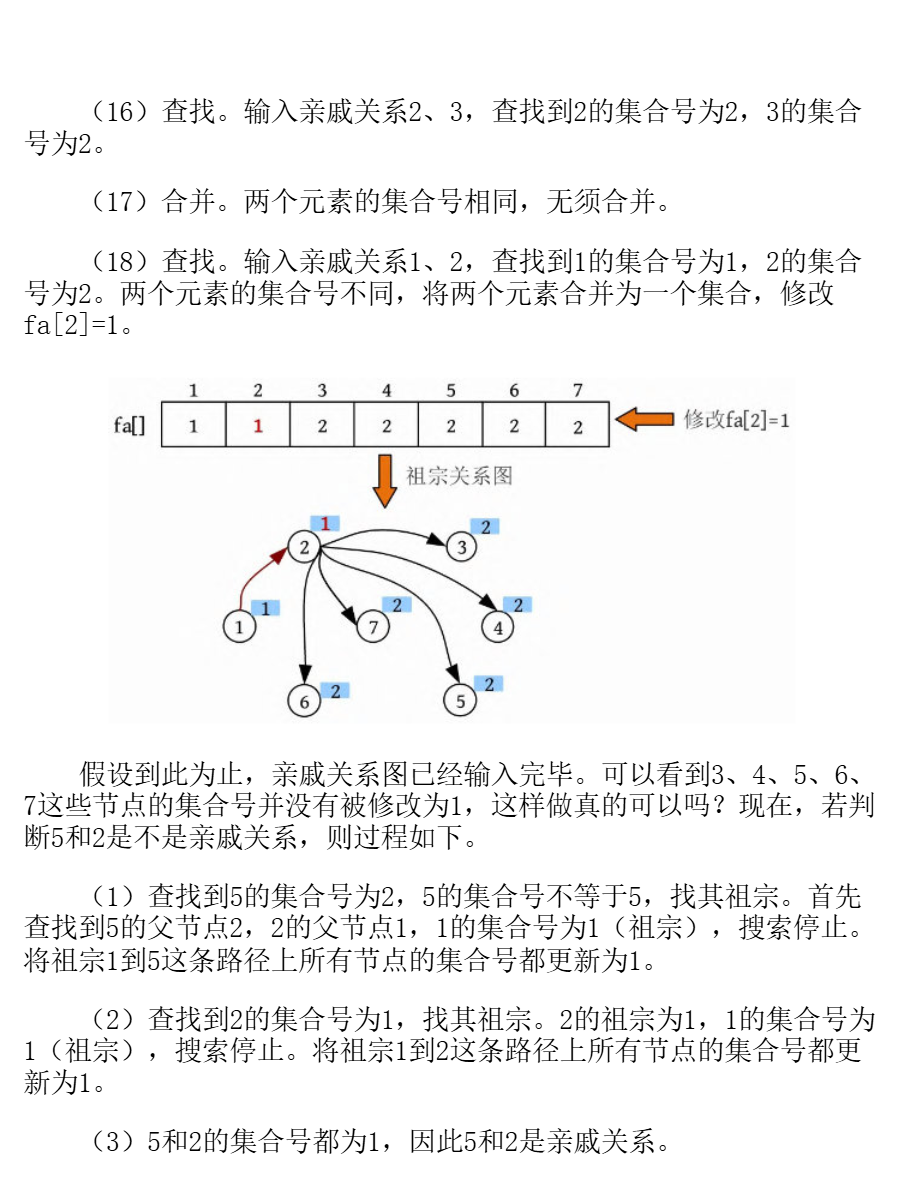 （16）查找。输入亲戚关系2、3，查找到2的集合号为2，3的集合
号为2。
（17）合并。两个元素的集合号相同，无须合并。
（18）查找。输入亲戚关系1、2，查找到1的集合号为1，2的集合
号为2。两个元素的集合号不同，将两个元素合并为一个集合，修改
fa[2]=1。
1 2 3 4 5 6 7
fa[] 1 1 2 2 2 2 2 修改fa[2]=1
祖宗关系图
1 2
2 3
1 2 2
1 7 4
2 2
6 5
假设到此为止，亲戚关系图已经输入完毕。可以看到3、4、5、6、
7这些节点的集合号并没有被修改为1，这样做真的可以吗？现在，若判
断5和2是不是亲戚关系，则过程如下。
（1）查找到5的集合号为2，5的集合号不等于5，找其祖宗。首先
查找到5的父节点2，2的父节点1，1的集合号为1（祖宗），搜索停止。
将祖宗1到5这条路径上所有节点的集合号都更新为1。
（2）查找到2的集合号为1，找其祖宗。2的祖宗为1，1的集合号为
1（祖宗），搜索停止。将祖宗1到2这条路径上所有节点的集合号都更
新为1。
（3）5和2的集合号都为1，因此5和2是亲戚关系。